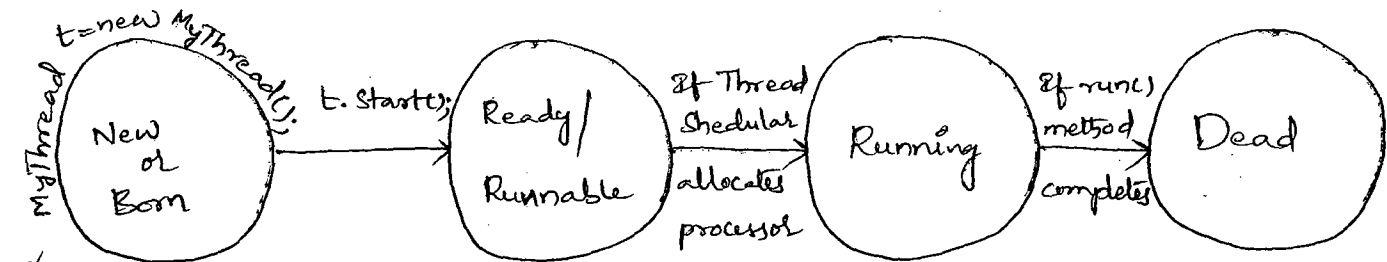 MyThread t=new MyThread();
New
or
Born
t.start();
Ready/
Runnable
If Thread
Shedular
allocates
processor
Running
If run()
method
completes
Dead